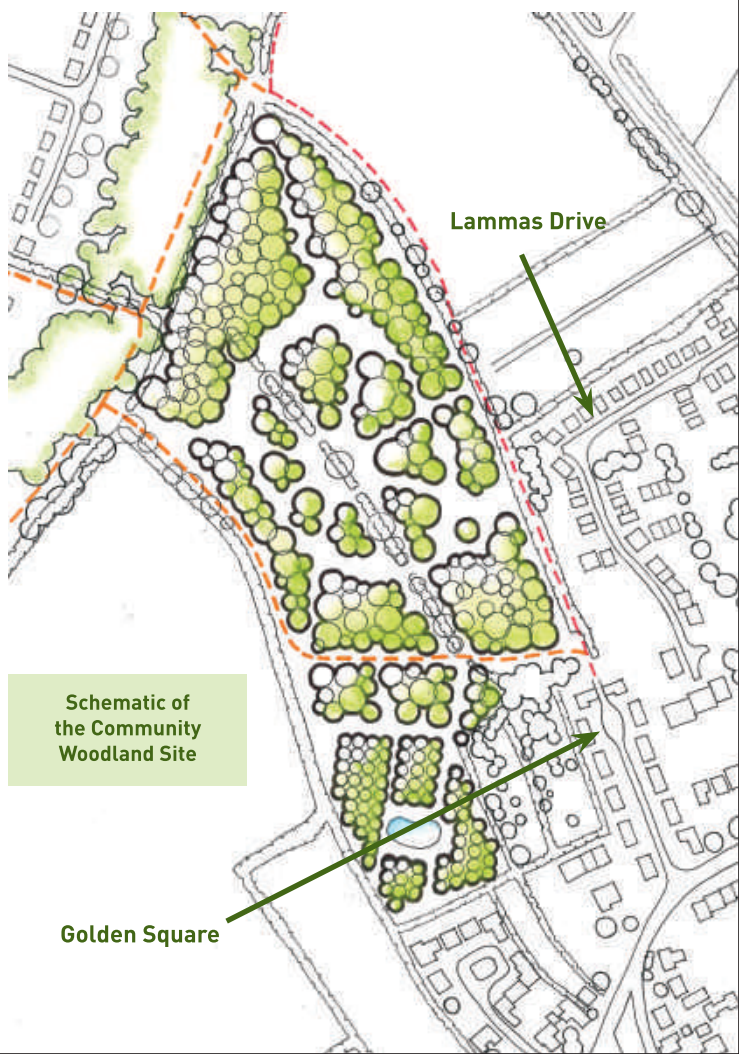 Lammas Drive
Schematic of
the Community
Woodland Site
Golden Square